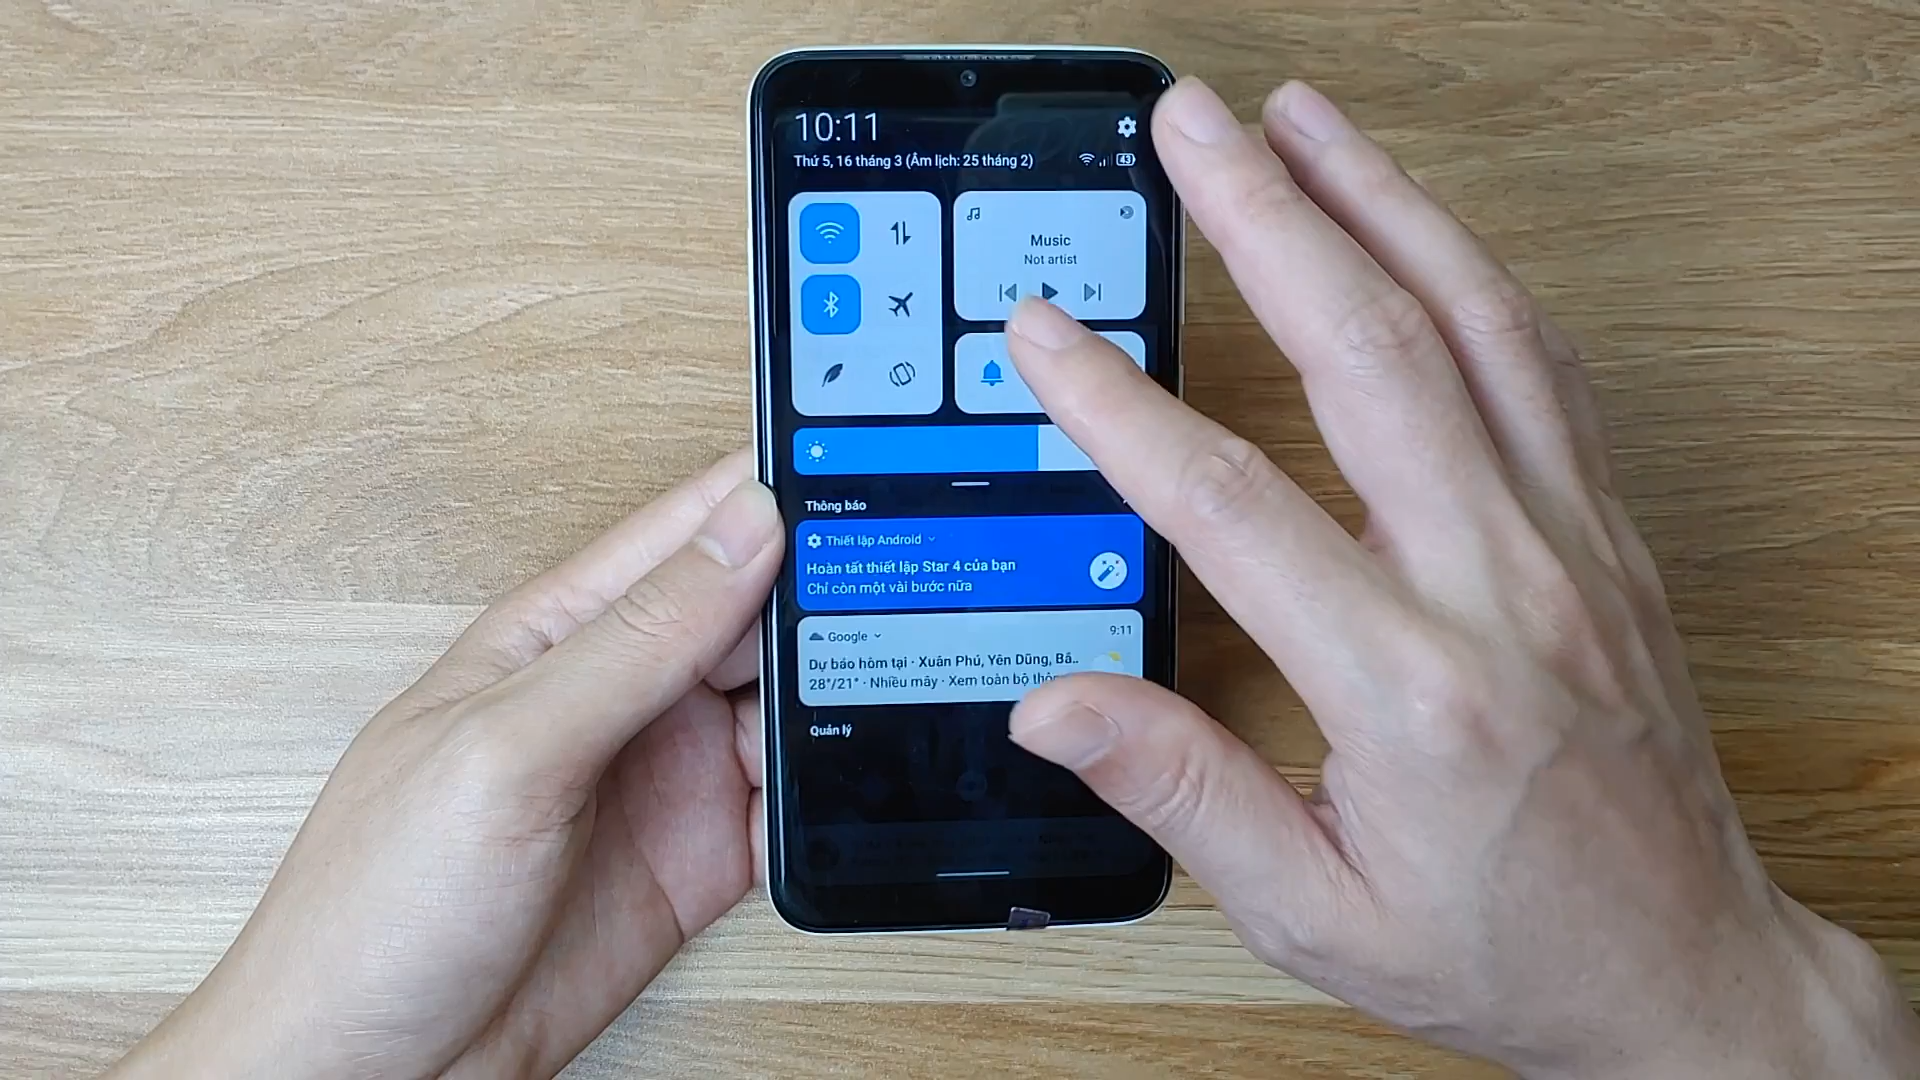 10:11
Thứ 5, 16 tháng 3 (Âm lịch: 25 tháng 2)
43
Music
Not artist
Thông báo
Thiết lập Android
Hoàn tất thiết lập Star 4 của bạn
Chỉ còn một vài bước nữa
Google
9:11
Dự báo hôm tại · Xuân Phú, Yên Dũng, Bắ..
28°/21° · Nhiều mây · Xem toàn bộ
Quản lý